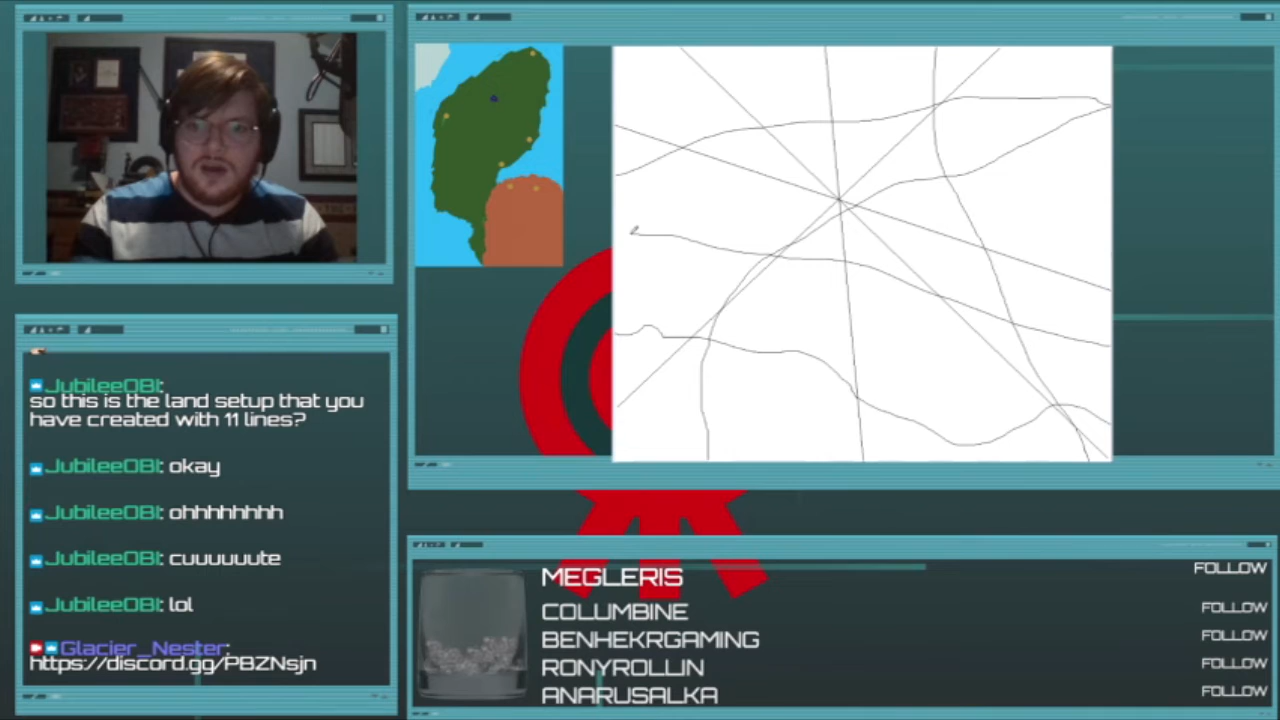 JubileeOBI:
so this is the land setup that you
have created with 11 lines?
JubileeOBI: okay
JubileeOBI: ohhhhhhhh
JubileeOBI: cuuuuuute
JubileeOBI: lol
Glacier_Nester:
https://discord.gg/PBZNsjn
MEGLERIS FOLLOW
COLUMBINE FOLLOW
BENHEKRGAMING FOLLOW
RONYROLLIN FOLLOW
ANARUSALKA FOLLOW